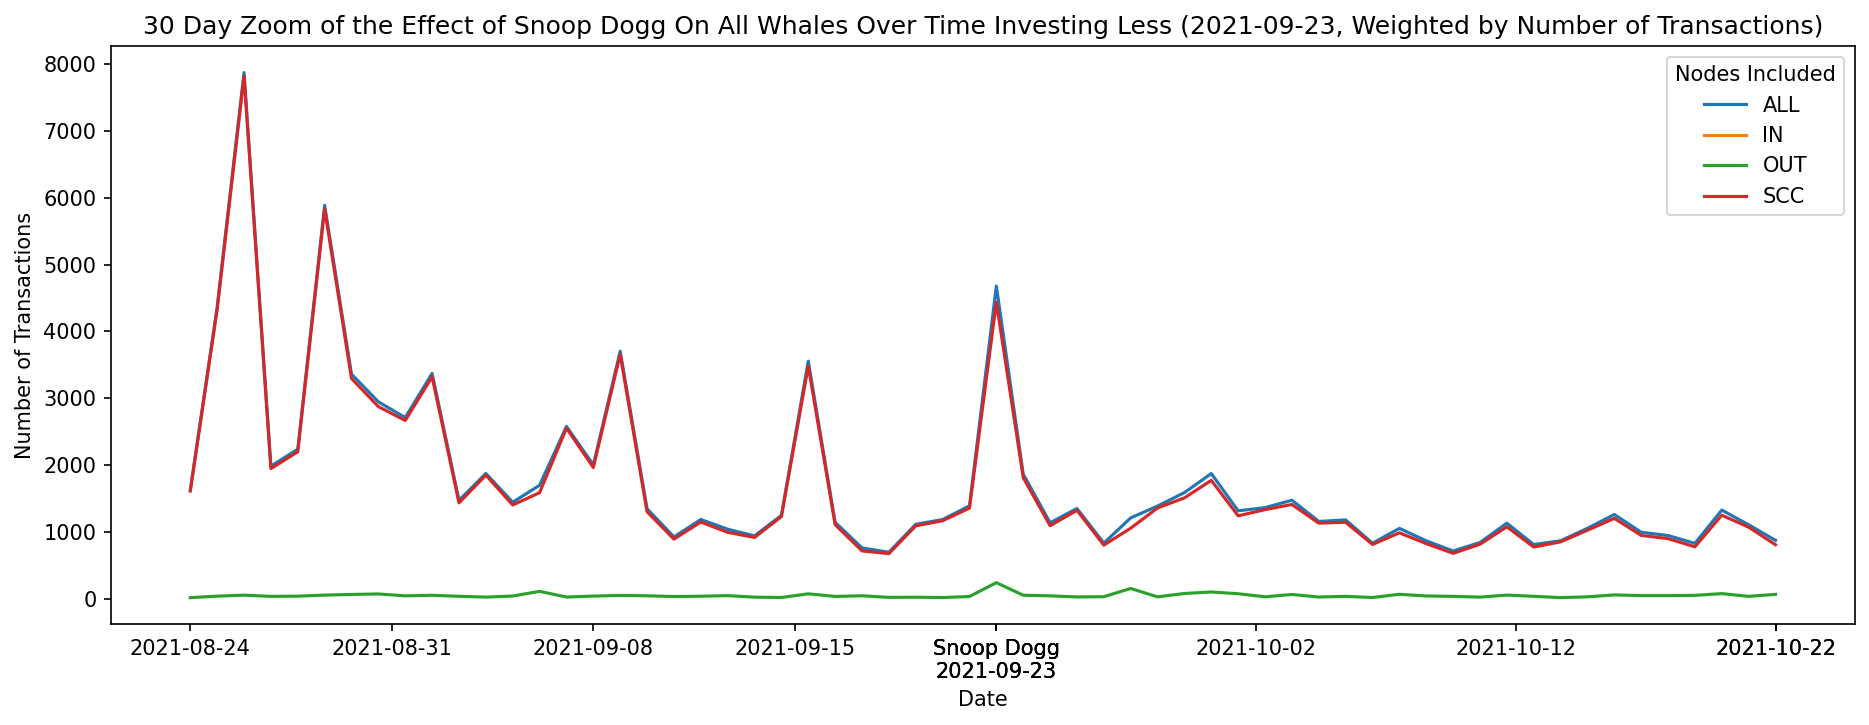 30 Day Zoom of the Effect of Snoop Dogg On All Whales Over Time Investing Less (2021-09-23, Weighted by Number of Transactions)
Nodes Included
ALL
IN
OUT
SCC
Number of Transactions
8000
7000
6000
5000
4000
3000
2000
1000
0
2021-08-24
2021-08-31
2021-09-08
2021-09-15
Snoop Dogg
2021-09-23
2021-10-02
2021-10-12
2021-10-22
Date